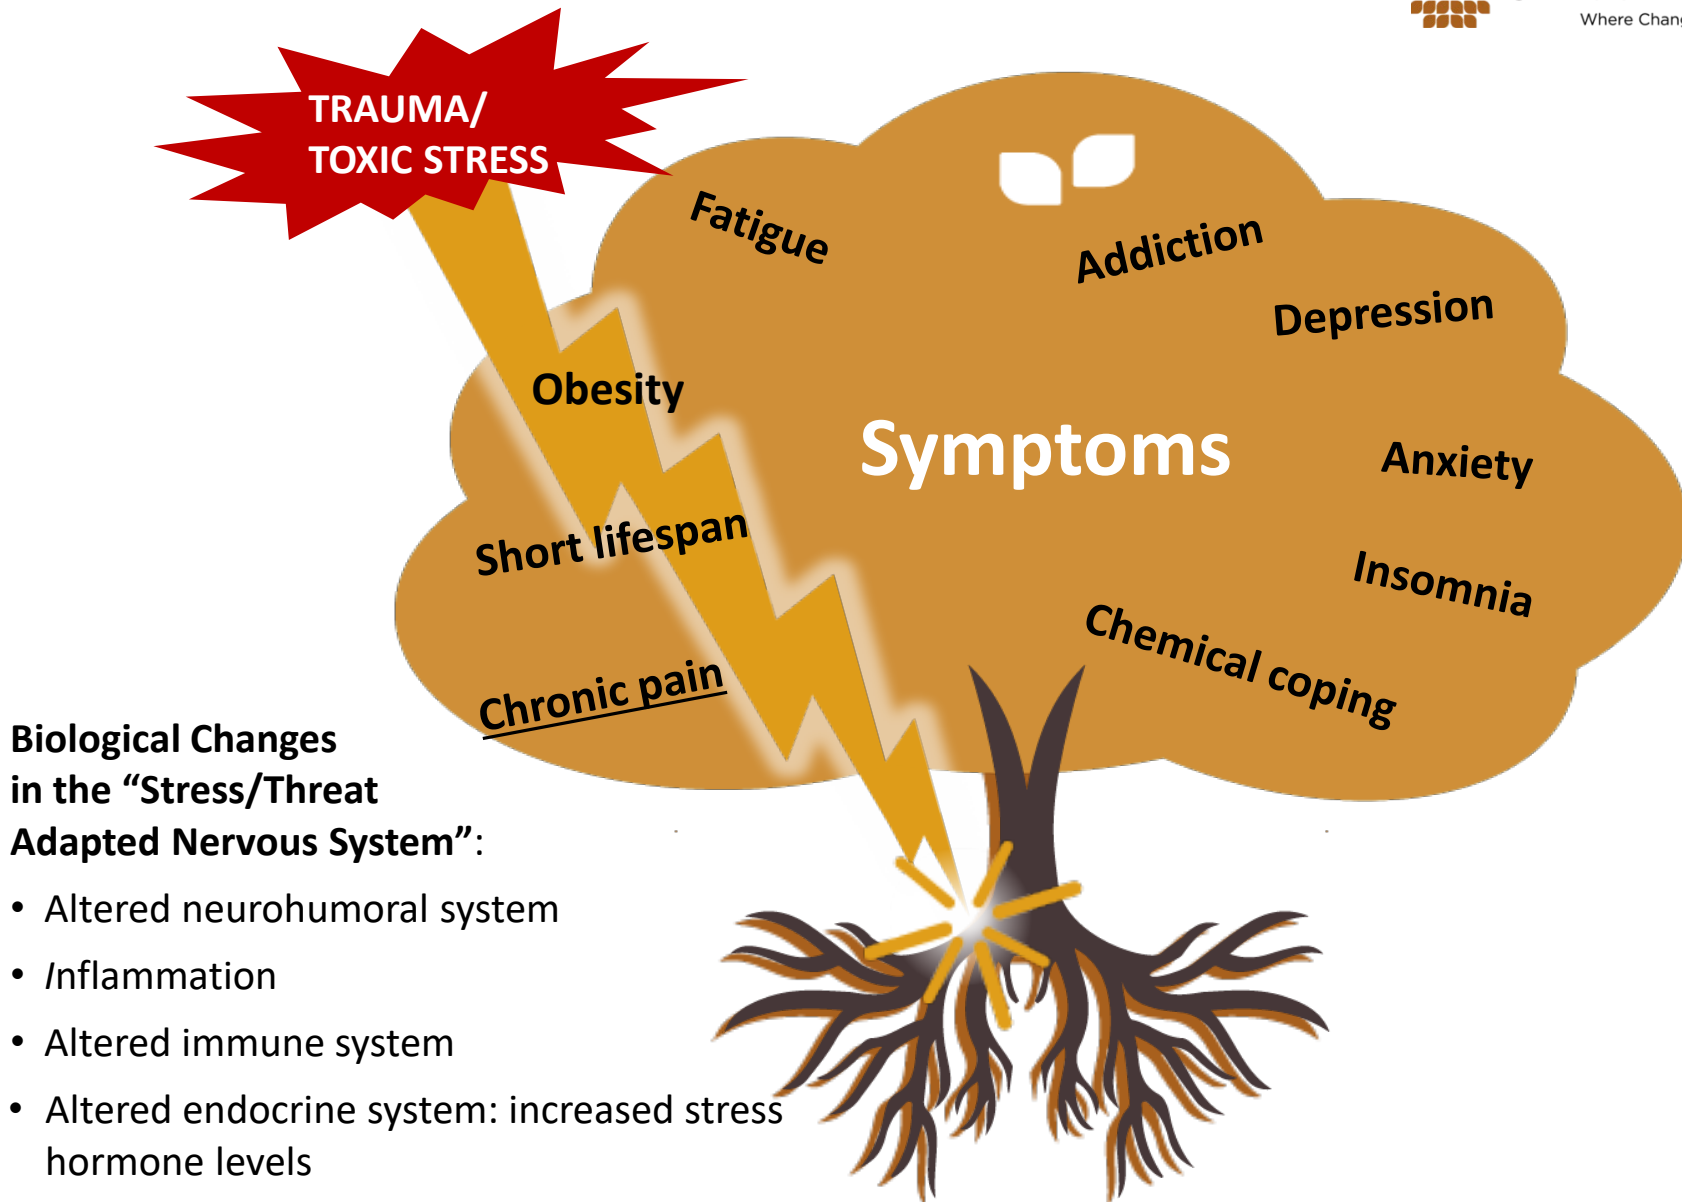 Where Chang
TRAUMA/
TOXIC STRESS
Fatigue
Addiction
Depression
Obesity
Symptoms
Anxiety
Short lifespan
Insomnia
Chemical coping
Chronic pain
Biological Changes
in the “Stress/Threat
Adapted Nervous System”:
• Altered neurohumoral system
• Inflammation
• Altered immune system
• Altered endocrine system: increased stress
hormone levels